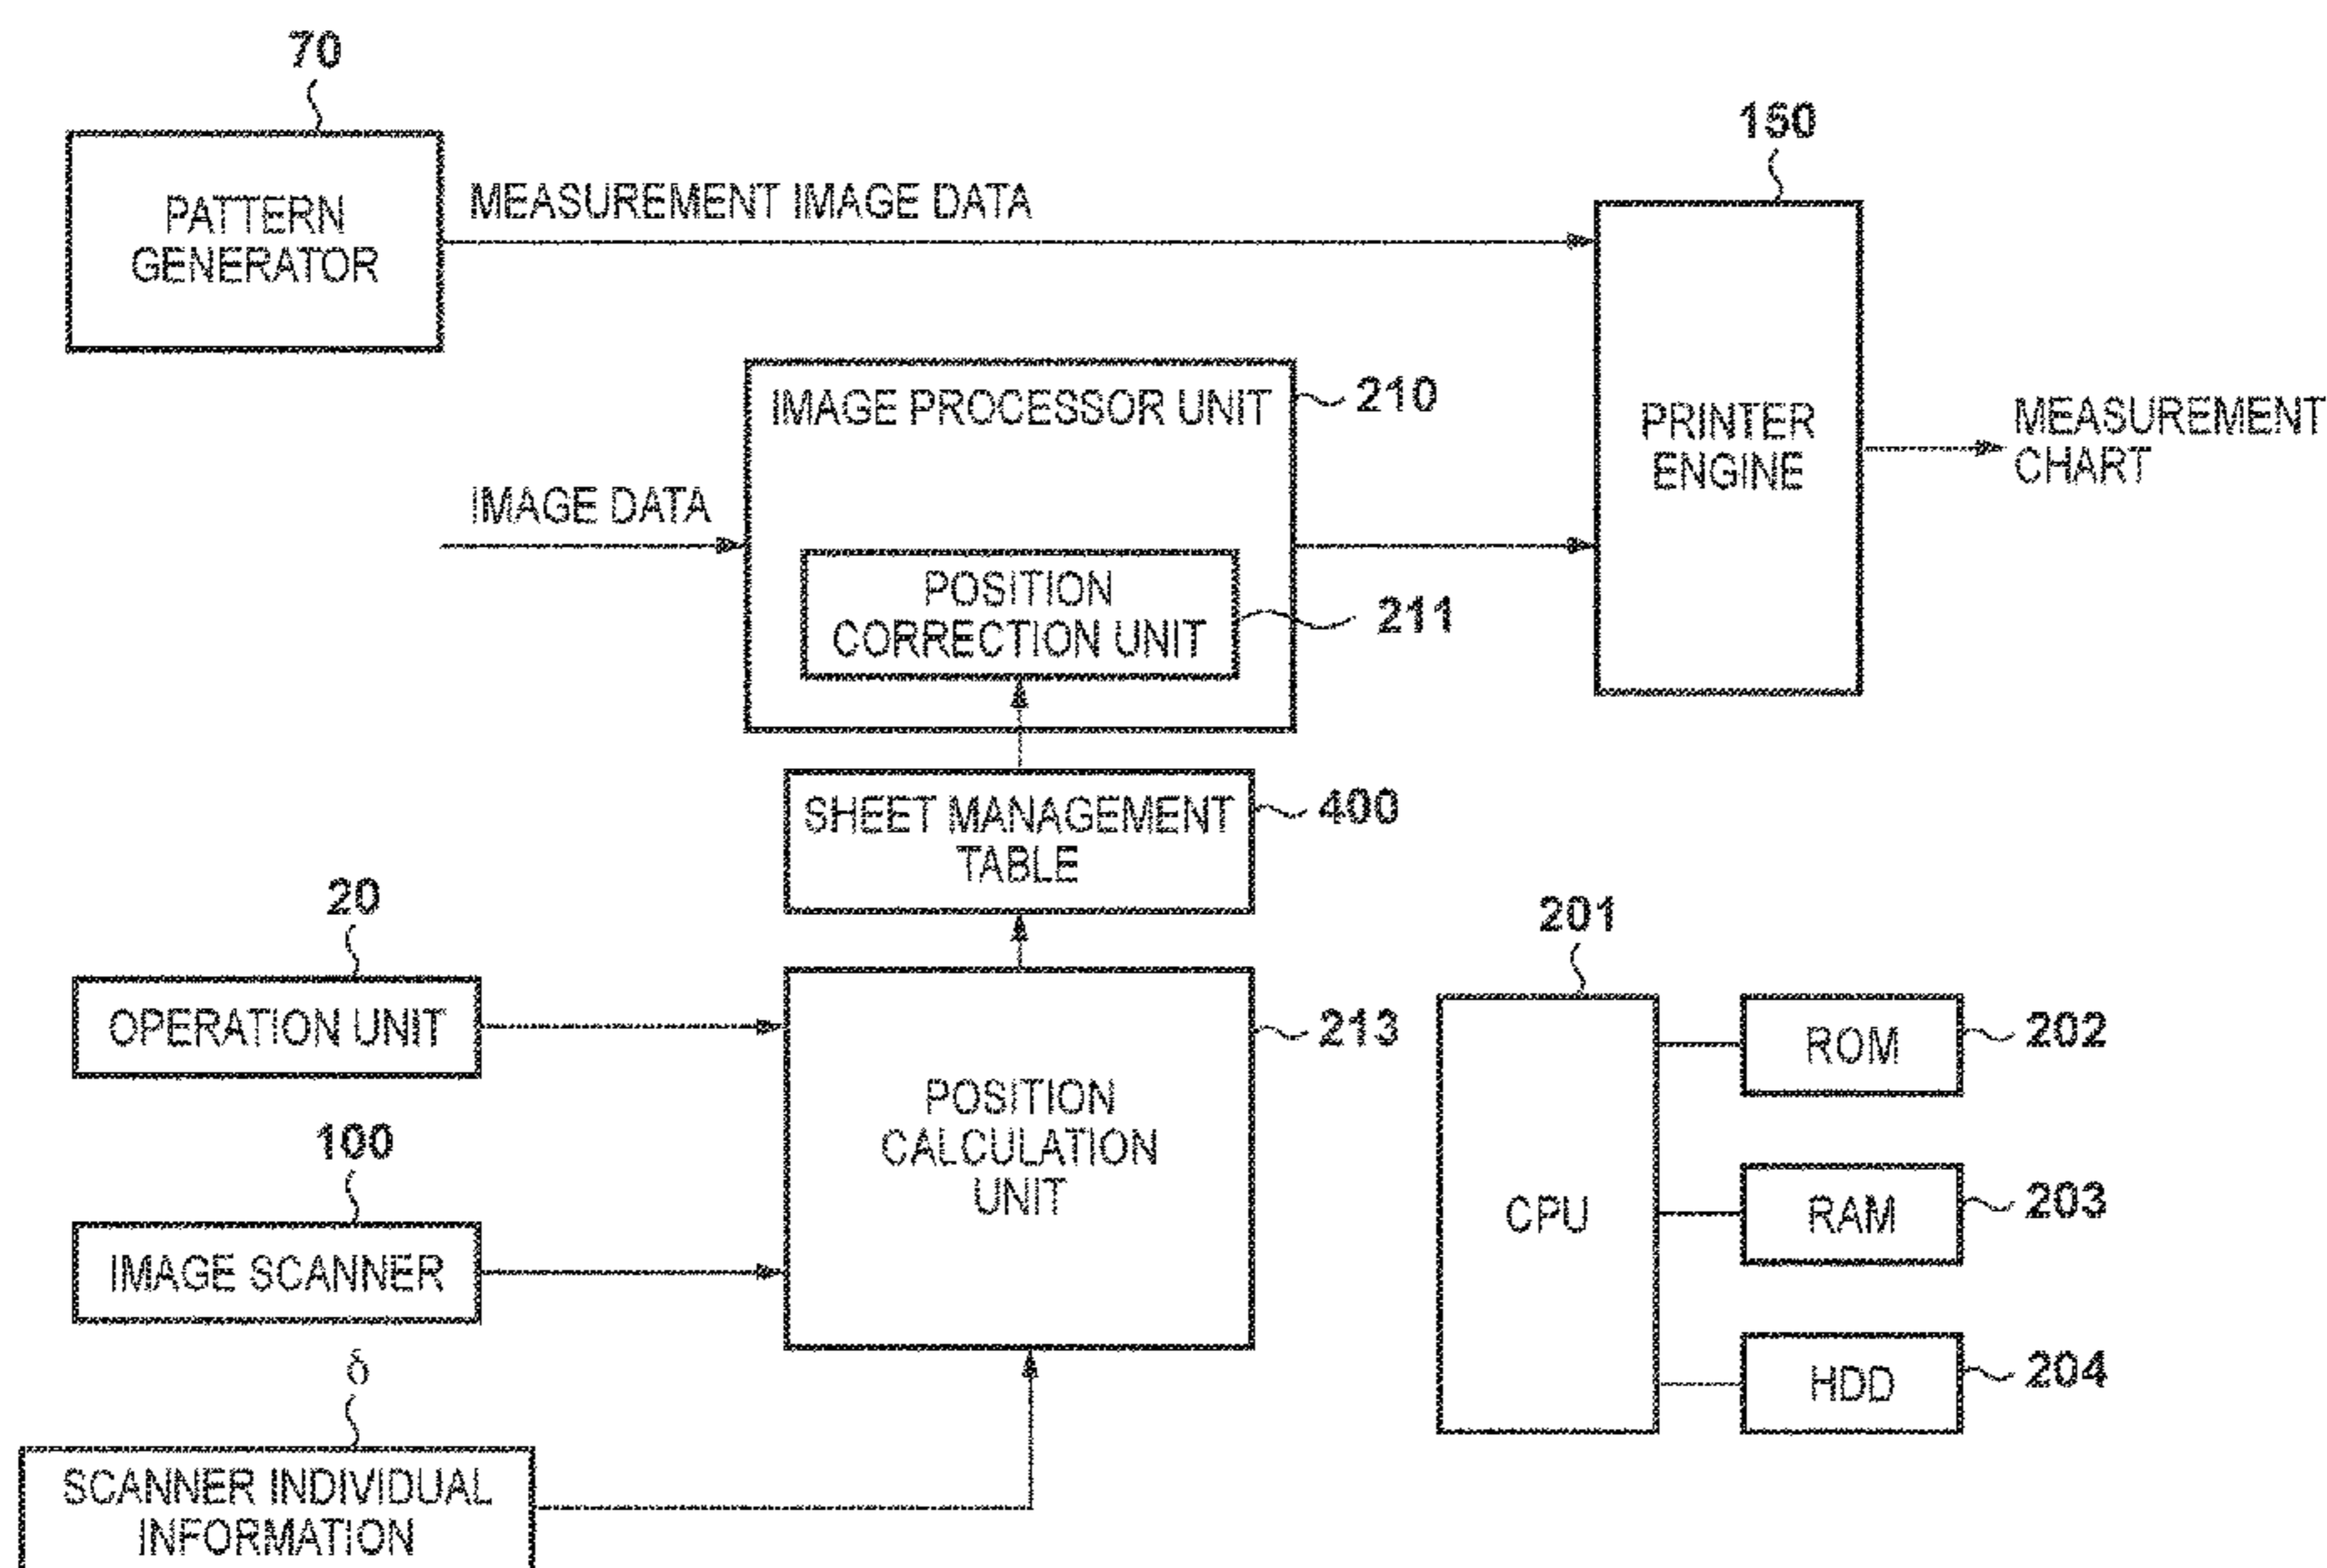 70
PATTERN
GENERATOR
MEASUREMENT IMAGE DATA
150
PRINTER
ENGINE
MEASUREMENT
CHART
IMAGE PROCESSOR UNIT
210
IMAGE DATA
POSITION
CORRECTION UNIT
211
SHEET MANAGEMENT
TABLE
400
20
OPERATION UNIT
100
IMAGE SCANNER
POSITION
CALCULATION
UNIT
213
δ
SCANNER INDIVIDUAL
INFORMATION
201
CPU
ROM
202
RAM
203
HDD
204